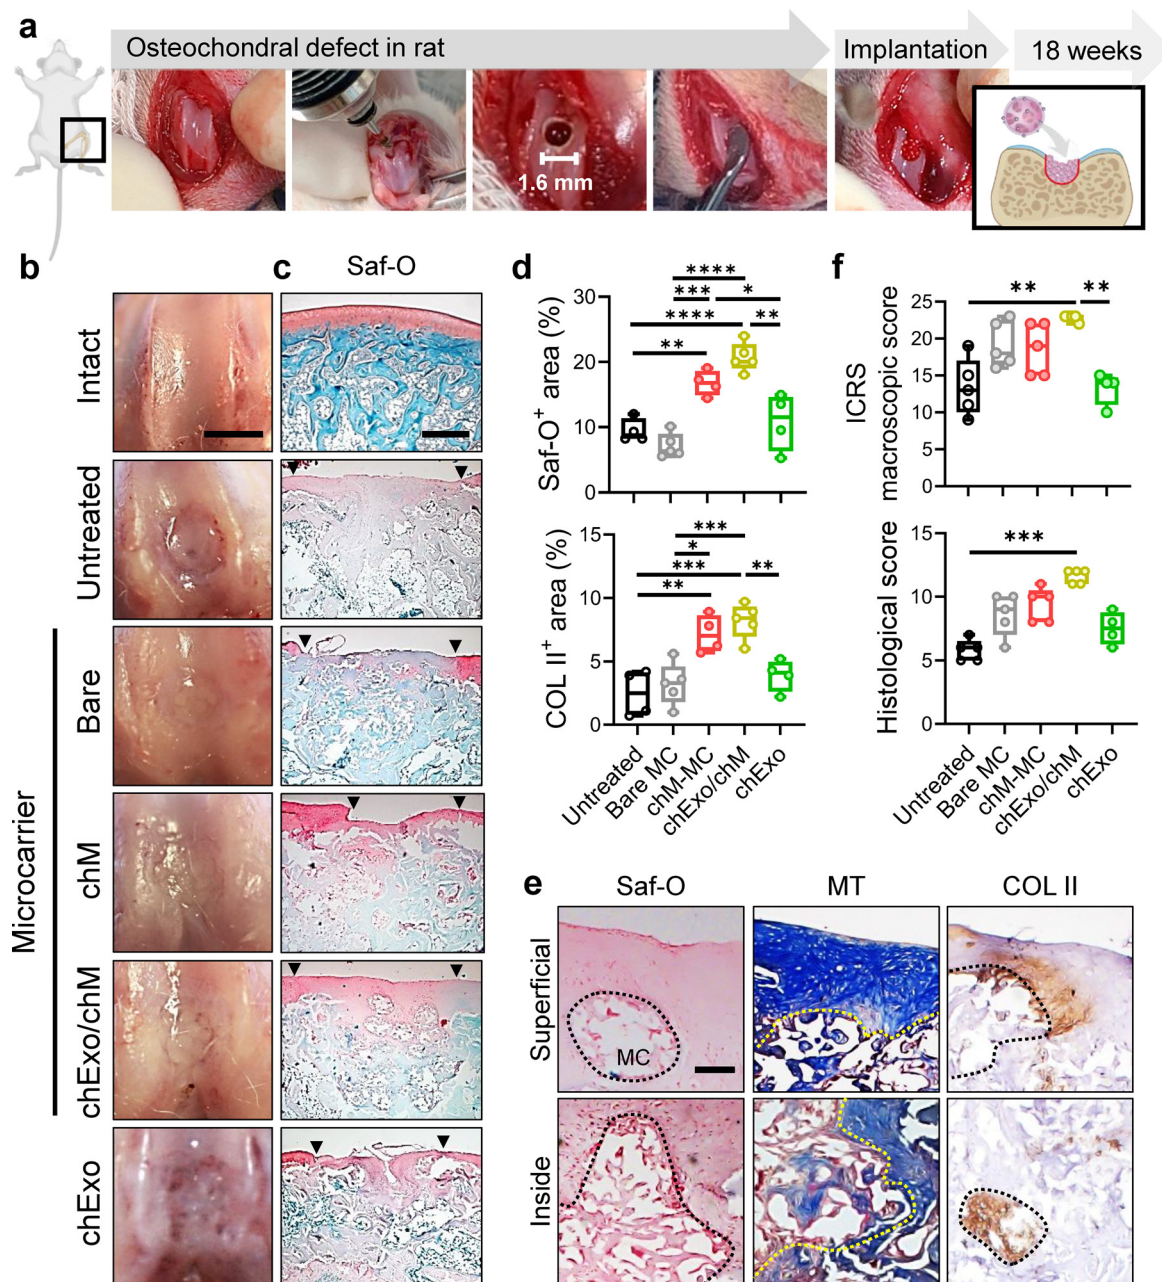 a
Osteochondral defect in rat
Implantation
18 weeks
1.6 mm
b
c
Saf-O
Intact
Untreated
Bare
chM
chExo/chM
chExo
Microcarrier
d
****
***
*
****
**
**
Saf-O+ area (%)
30
20
10
0
***
*
***
**
**
COL II+ area (%)
15
10
5
0
Untreated
Bare MC
chM-MC
chExo/chM
chExo
f
**
**
ICRS
macroscopic score
25
20
15
10
5
0
***
Histological score
15
10
5
0
Untreated
Bare MC
chM-MC
chExo/chM
chExo
e
Saf-O
MT
COL II
Superficial
MC
Inside